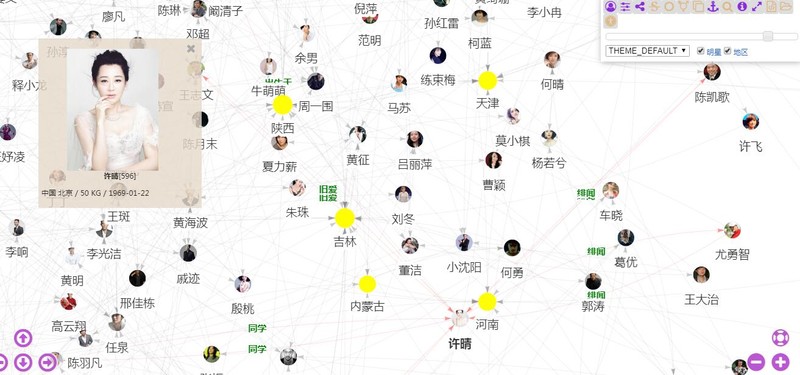 阚清子
陈琳
倪萍
李小冉
廖凡
邓超
余男
范明
孙红雷
柯蓝
THEME_DEFAULT
明星
地区
释小龙
王志文
出生于
牛萌萌
周一围
马苏
练束梅
天津
何晴
陈凯歌
陕西
陈月末
黄征
吕丽萍
莫小棋
杨若兮
许飞
夏力薪
曹颖
许晴[596]
中国 北京 / 50 KG / 1969-01-22
旧爱
旧爱
绯闻
王斑
黄海波
朱珠
吉林
刘冬
车晓
李响
李光洁
绯闻
葛优
尤勇智
黄明
戚迹
董洁
小沈阳
何勇
邢佳栋
殷桃
内蒙古
绯闻
郭涛
王大治
高云翔
任泉
同学
许晴
河南
陈羽凡
同学